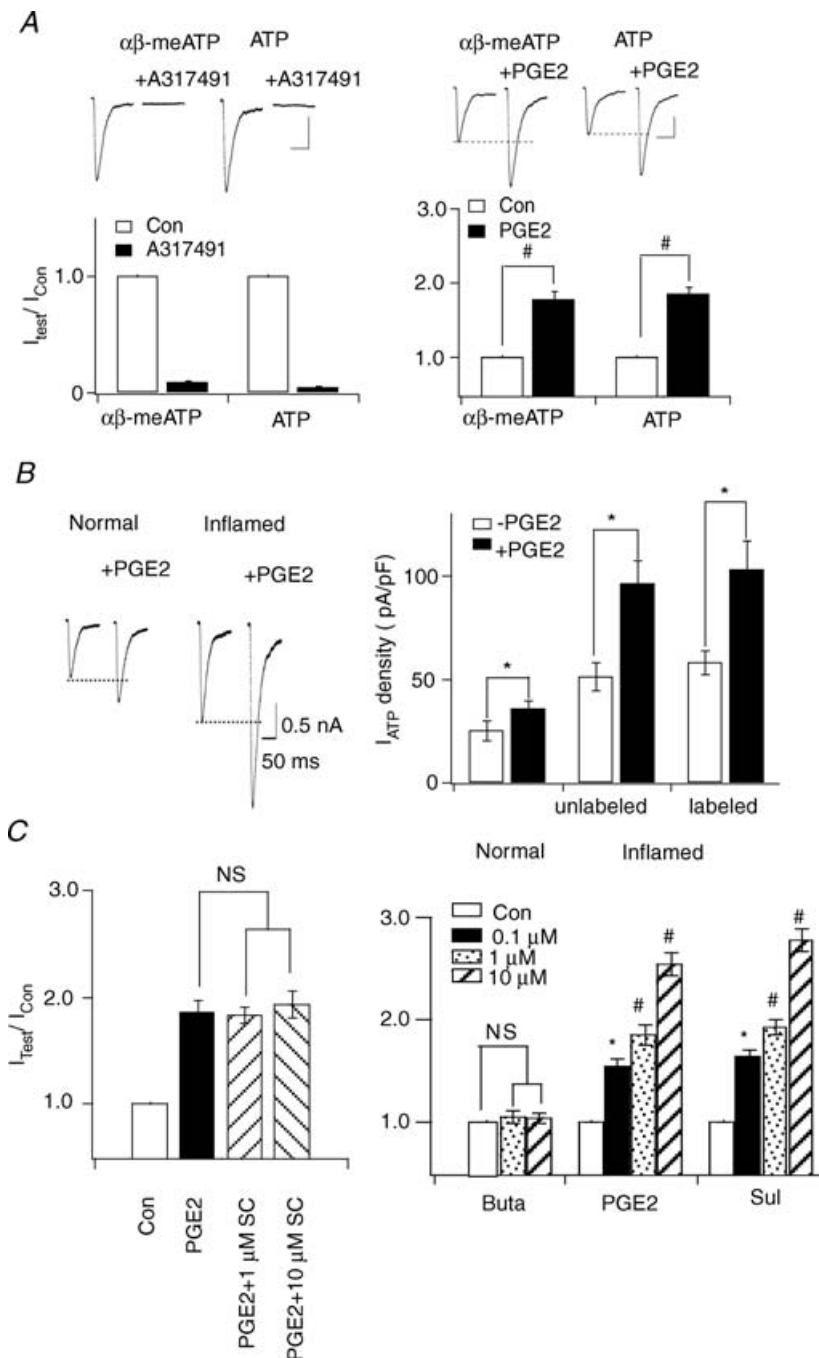 A
αβ-meATP ATP
+A317491 +A317491
Con
A317491
1.0
0
Itest/ ICon
αβ-meATP ATP
αβ-meATP ATP
+PGE2 +PGE2
3.0
2.0
1.0
Con
PGE2
# #
αβ-meATP ATP
B
Normal Inflamed
+PGE2 +PGE2
0.5 nA
50 ms
IATP density ( pA/pF)
100
50
0
-PGE2
+PGE2
* * *
unlabeled labeled
Normal Inflamed
C
ITest/ ICon
3.0
2.0
1.0
NS
Con
PGE2
PGE2+1 μM SC
PGE2+10 μM SC
3.0
2.0
1.0
Con
0.1 μM
1 μM
10 μM
NS
* # #
* # #
Buta PGE2 Sul